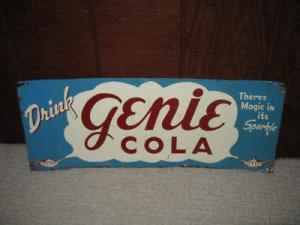 Drink
genie
COLA
Theres
Magic in
its
Sparkle